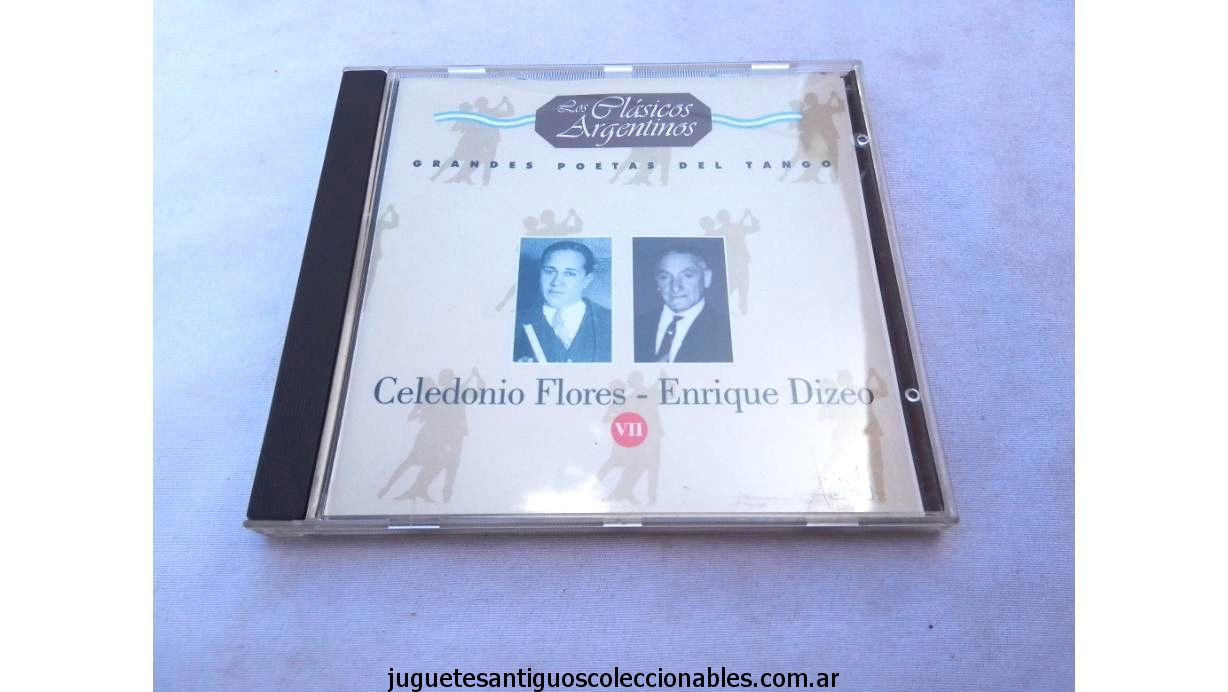 Los Clásicos
Argentinos
GRANDES POETAS DEL TANGO
Celedonio Flores - Enrique Dizeo
VII
juguetesantiguoscoleccionables.com.ar